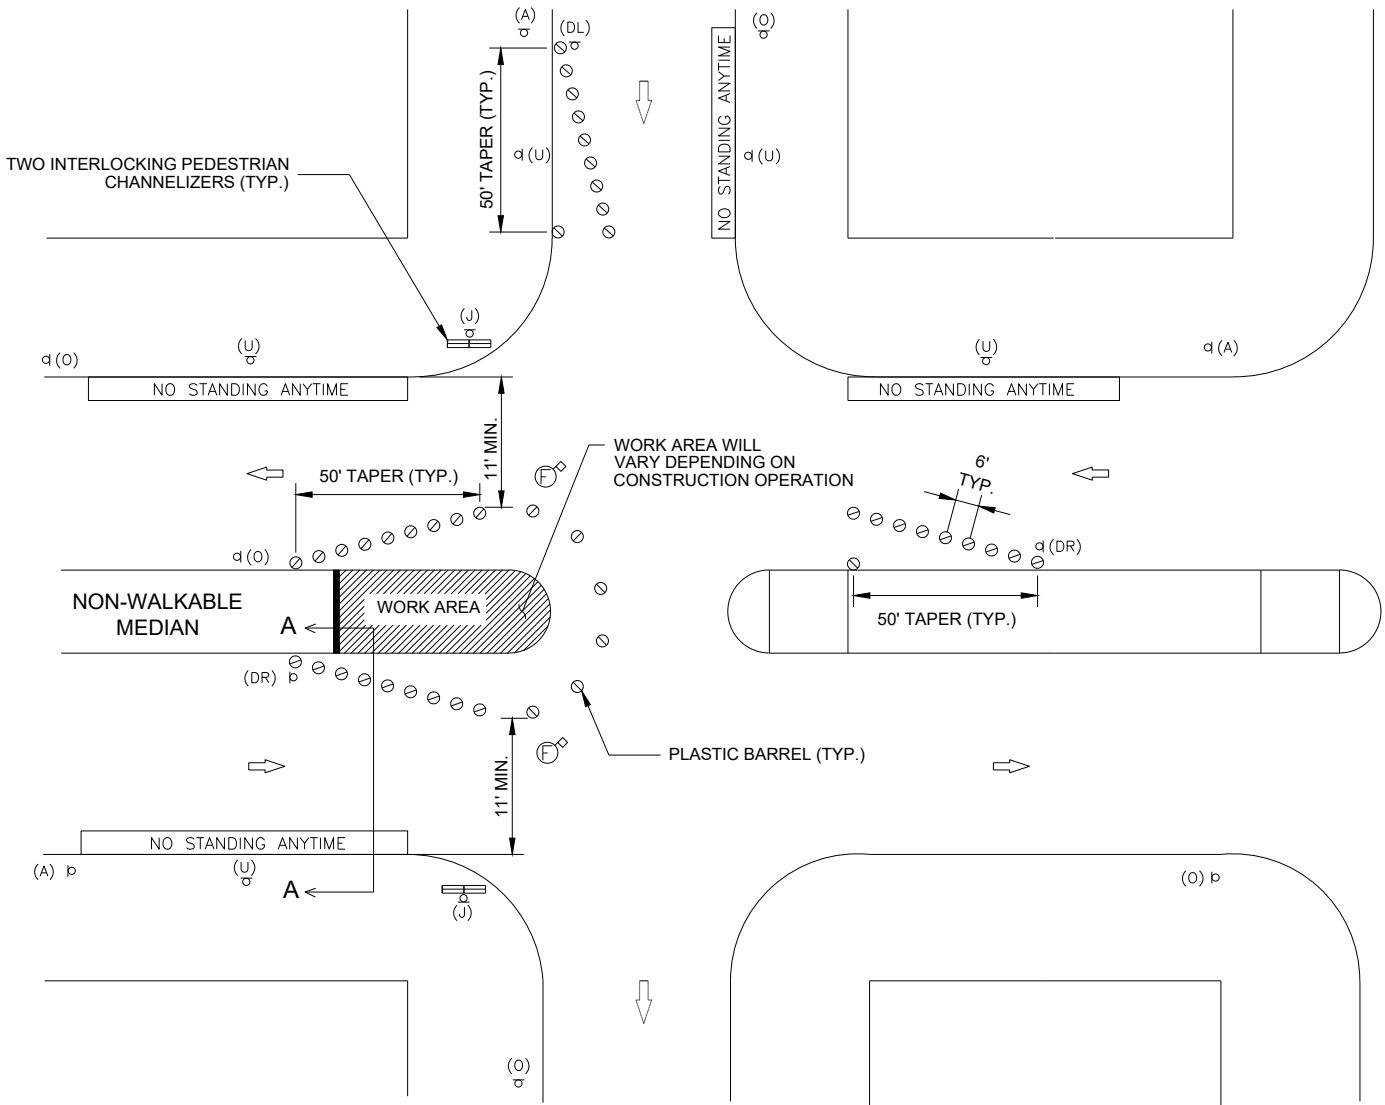 (A)
(DL)
(O)
50' TAPER (TYP.)
NO STANDING ANYTIME
TWO INTERLOCKING PEDESTRIAN
CHANNELIZERS (TYP.)
(U)
(U)
(J)
(O)
(U)
(U)
(A)
NO STANDING ANYTIME
NO STANDING ANYTIME
11' MIN.
WORK AREA WILL
VARY DEPENDING ON
CONSTRUCTION OPERATION
50' TAPER (TYP.)
F
6'
TYP.
(O)
(DR)
NON-WALKABLE
MEDIAN
WORK AREA
A
50' TAPER (TYP.)
(DR)
F
PLASTIC BARREL (TYP.)
11' MIN.
NO STANDING ANYTIME
(A)
(U)
A
(J)
(O)
(O)